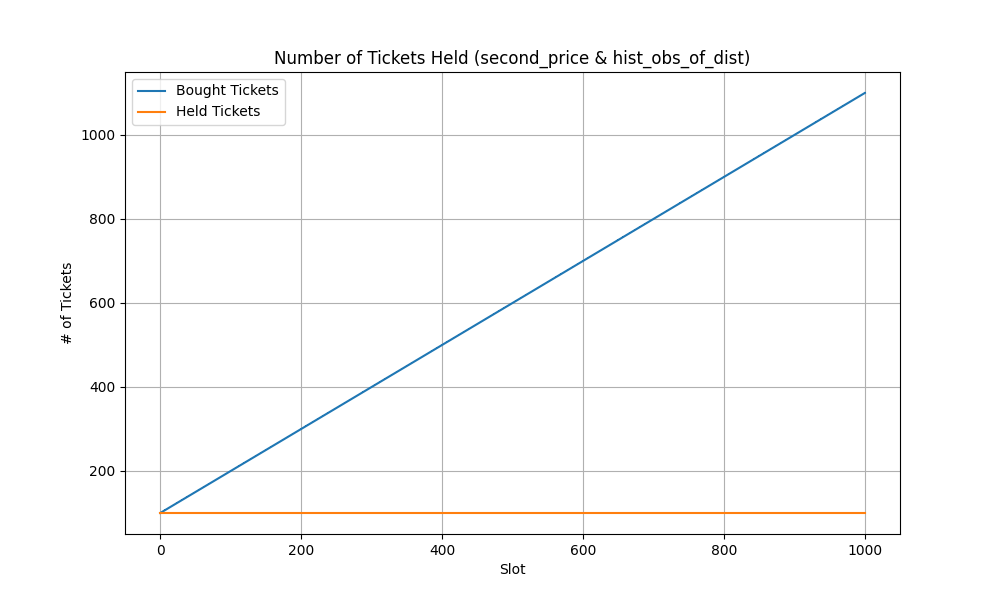 Number of Tickets Held (second_price & hist_obs_of_dist)
Bought Tickets
Held Tickets
# of Tickets
1000
800
600
400
200
0 200 400 600 800 1000
Slot